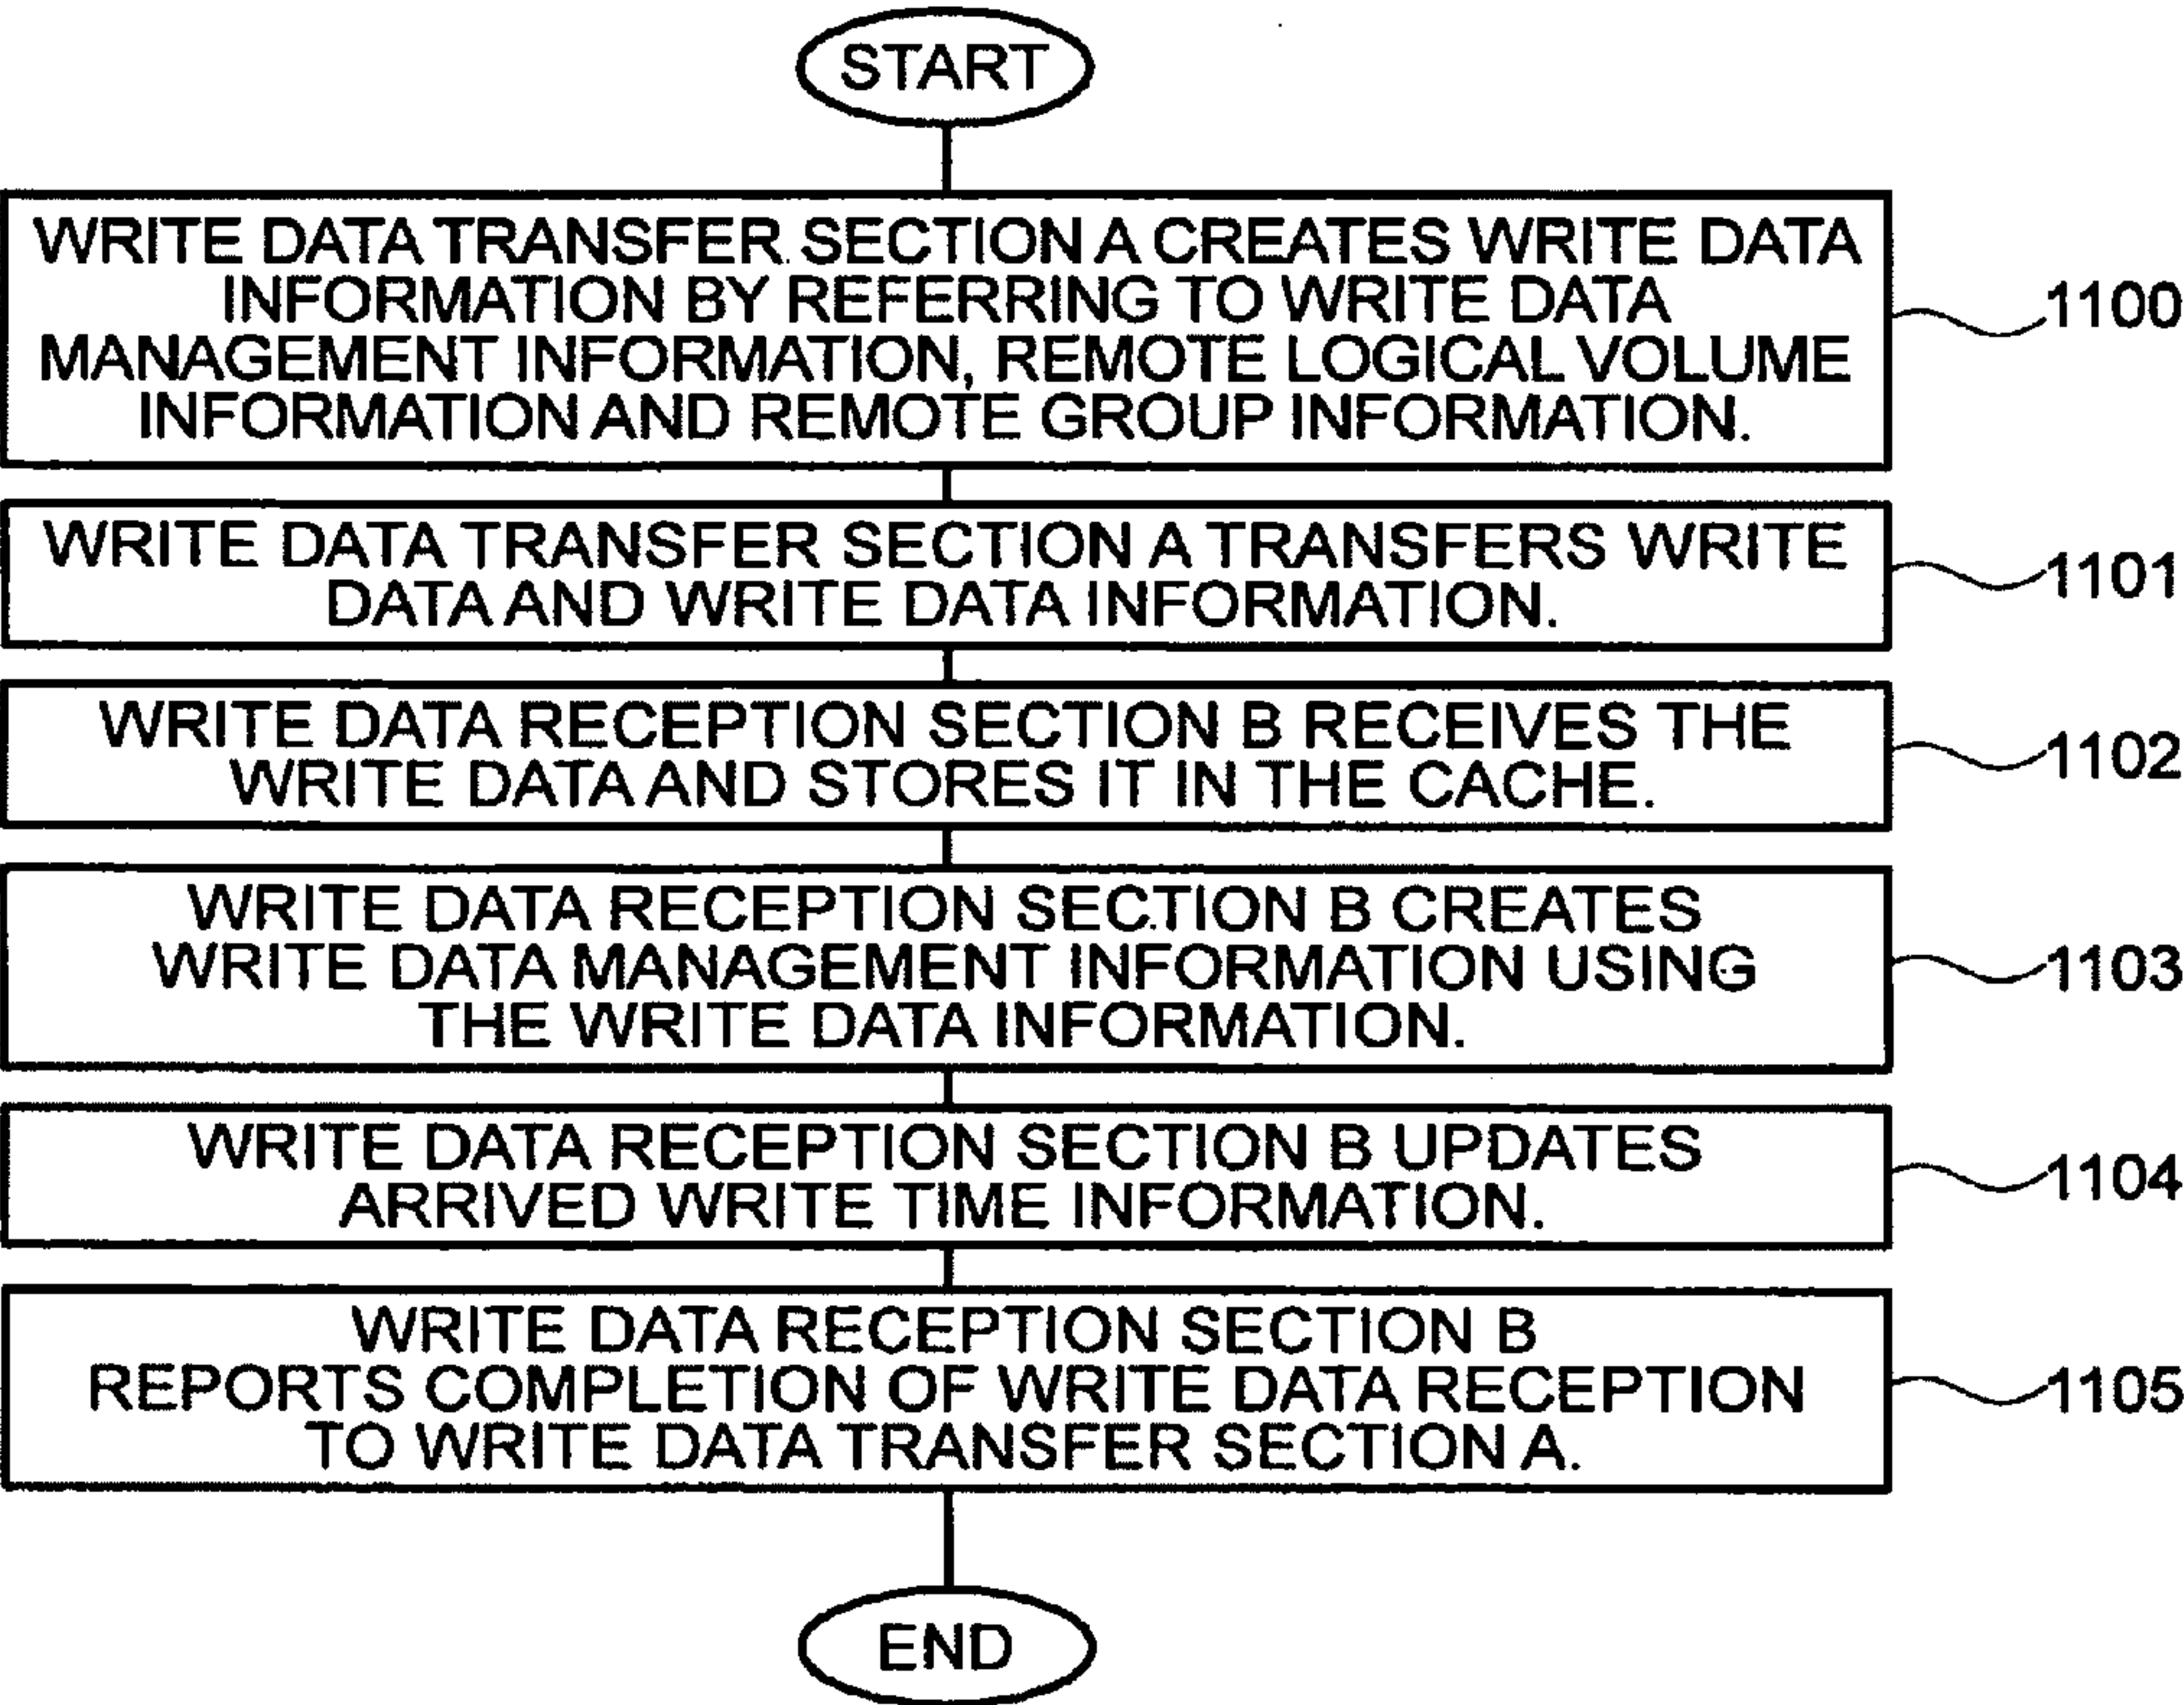 START
WRITE DATA TRANSFER SECTION A CREATES WRITE DATA
INFORMATION BY REFERRING TO WRITE DATA
MANAGEMENT INFORMATION, REMOTE LOGICAL VOLUME
INFORMATION AND REMOTE GROUP INFORMATION.
1100
WRITE DATA TRANSFER SECTION A TRANSFERS WRITE
DATA AND WRITE DATA INFORMATION.
1101
WRITE DATA RECEPTION SECTION B RECEIVES THE
WRITE DATA AND STORES IT IN THE CACHE.
1102
WRITE DATA RECEPTION SECTION B CREATES
WRITE DATA MANAGEMENT INFORMATION USING
THE WRITE DATA INFORMATION.
1103
WRITE DATA RECEPTION SECTION B UPDATES
ARRIVED WRITE TIME INFORMATION.
1104
WRITE DATA RECEPTION SECTION B
REPORTS COMPLETION OF WRITE DATA RECEPTION
TO WRITE DATA TRANSFER SECTION A.
1105
END